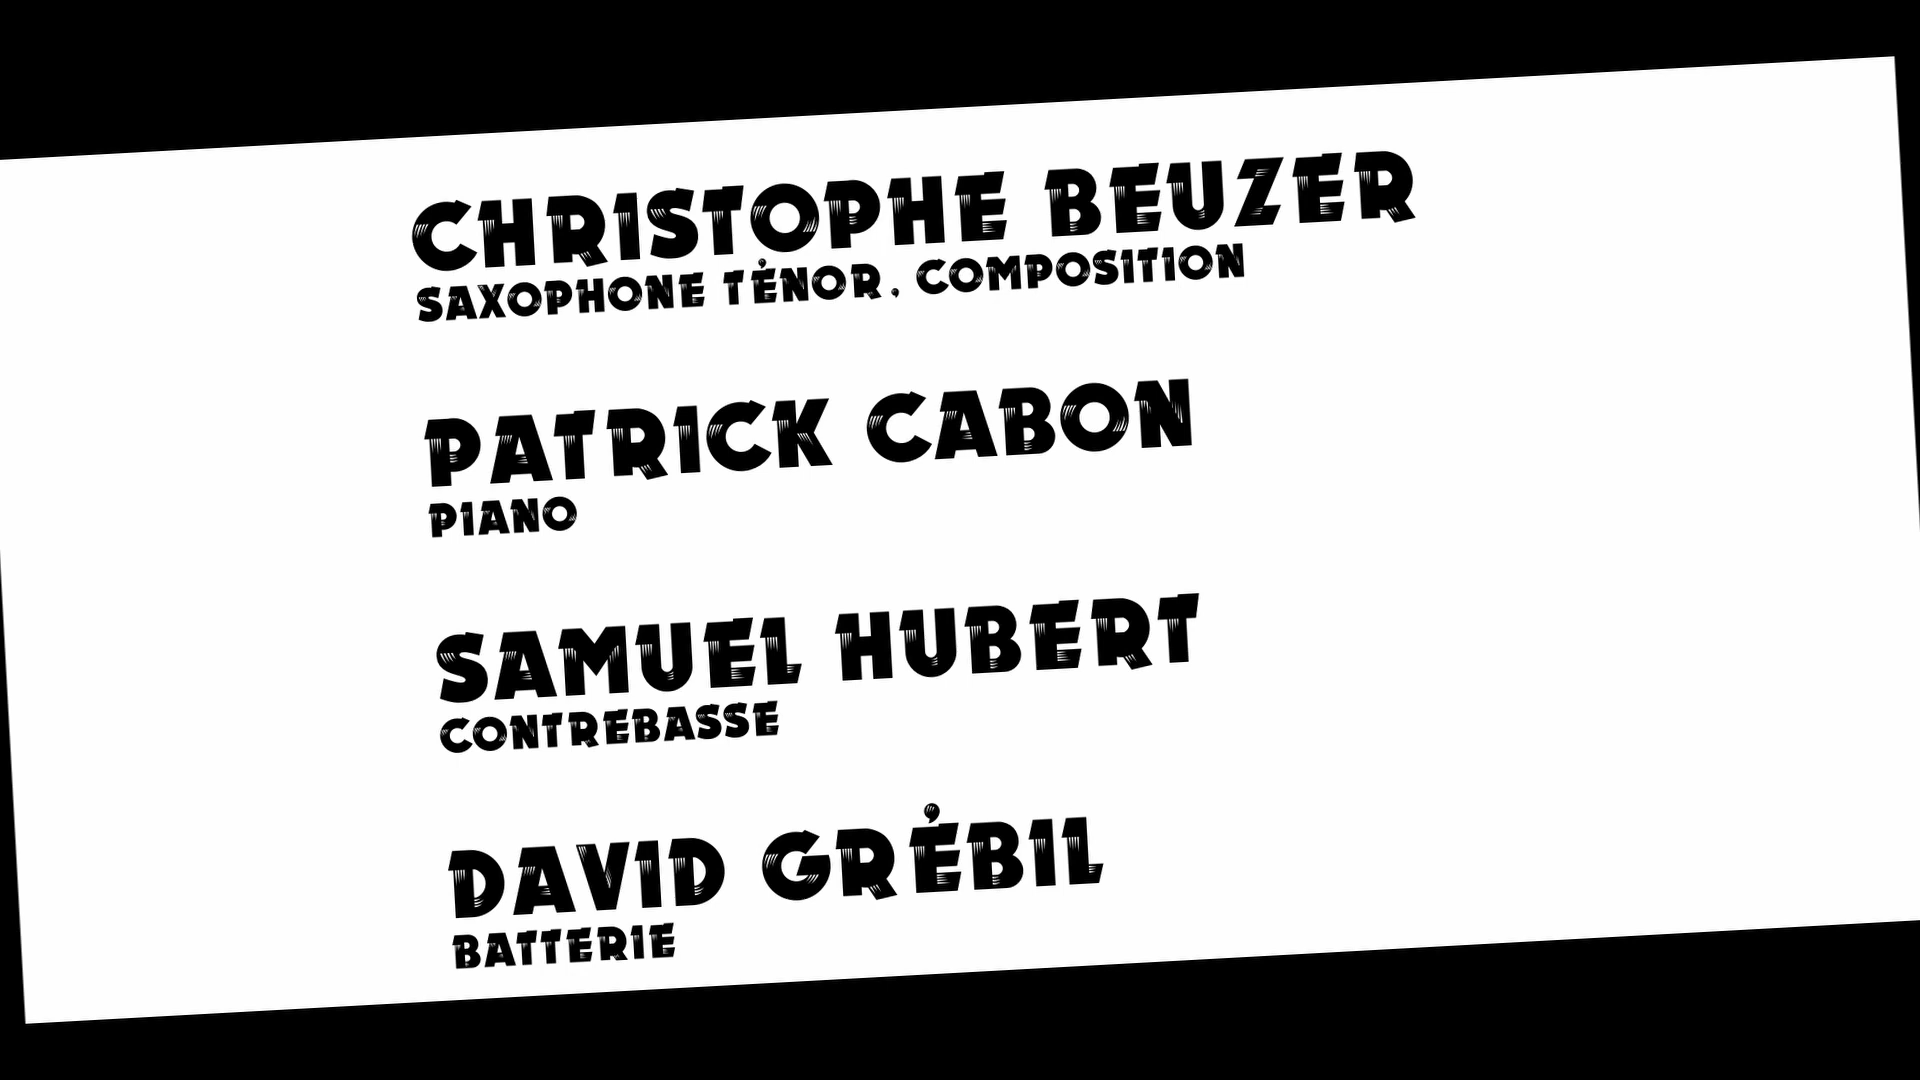 CHRISTOPHE BEUZER
SAXOPHONE TÉNOR, COMPOSITION
PATRICK CABON
PIANO
SAMUEL HUBERT
CONTREBASSE
DAVID GRÉBIL
BATTERIE